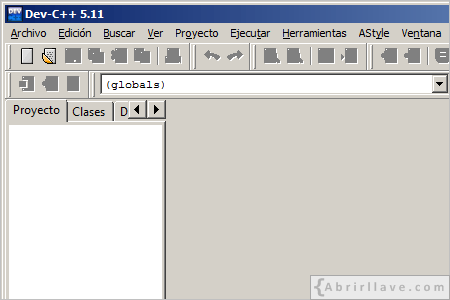 Dev-C++ 5.11
Archivo Edición Buscar Ver Proyecto Ejecutar Herramientas AStyle Ventana
(globals)
Proyecto Clases D
{Abrirllave.com